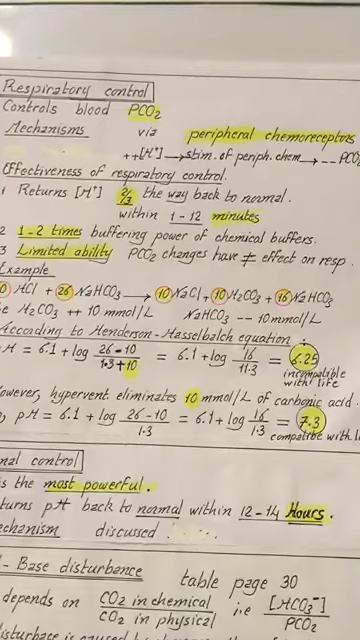 Respiratory control
Controls blood PCO₂
Mechanisms via peripheral chemoreceptors
++[H⁺] → stim. of periph. chem → -- PCO₂
Effectiveness of respiratory control.
1 Returns [H⁺] 2/3 the way back to normal.
within 1-12 minutes
2 1-2 times buffering power of chemical buffers.
3 Limited ability PCO₂ changes have ≠ effect on resp.
Example
0 HCl + 26 NaHCO₃ → 10 NaCl + 10 H₂CO₃ + 16 NaHCO₃
e H₂CO₃ ++ 10 mmol/L NaHCO₃ -- 10 mmol/L
According to Henderson-Hasselbalch equation :
H = 6.1 + log 26-10 / 1.3+10 = 6.1 + log 16 / 11.3 = 6.25
incompatible with life
owever, hypervent eliminates 10 mmol/L of carbonic acid.
pH = 6.1 + log 26-10 / 1.3 = 6.1 + log 16 / 1.3 = 7.3
compatible with l
nal control
is the most powerful.
turns pH back to normal within 12-14 Hours.
echanism discussed
- Base disturbance table page 30
depends on CO₂ in chemical / CO₂ in physical i.e [HCO₃⁻] / PCO₂
disturbance is caused by